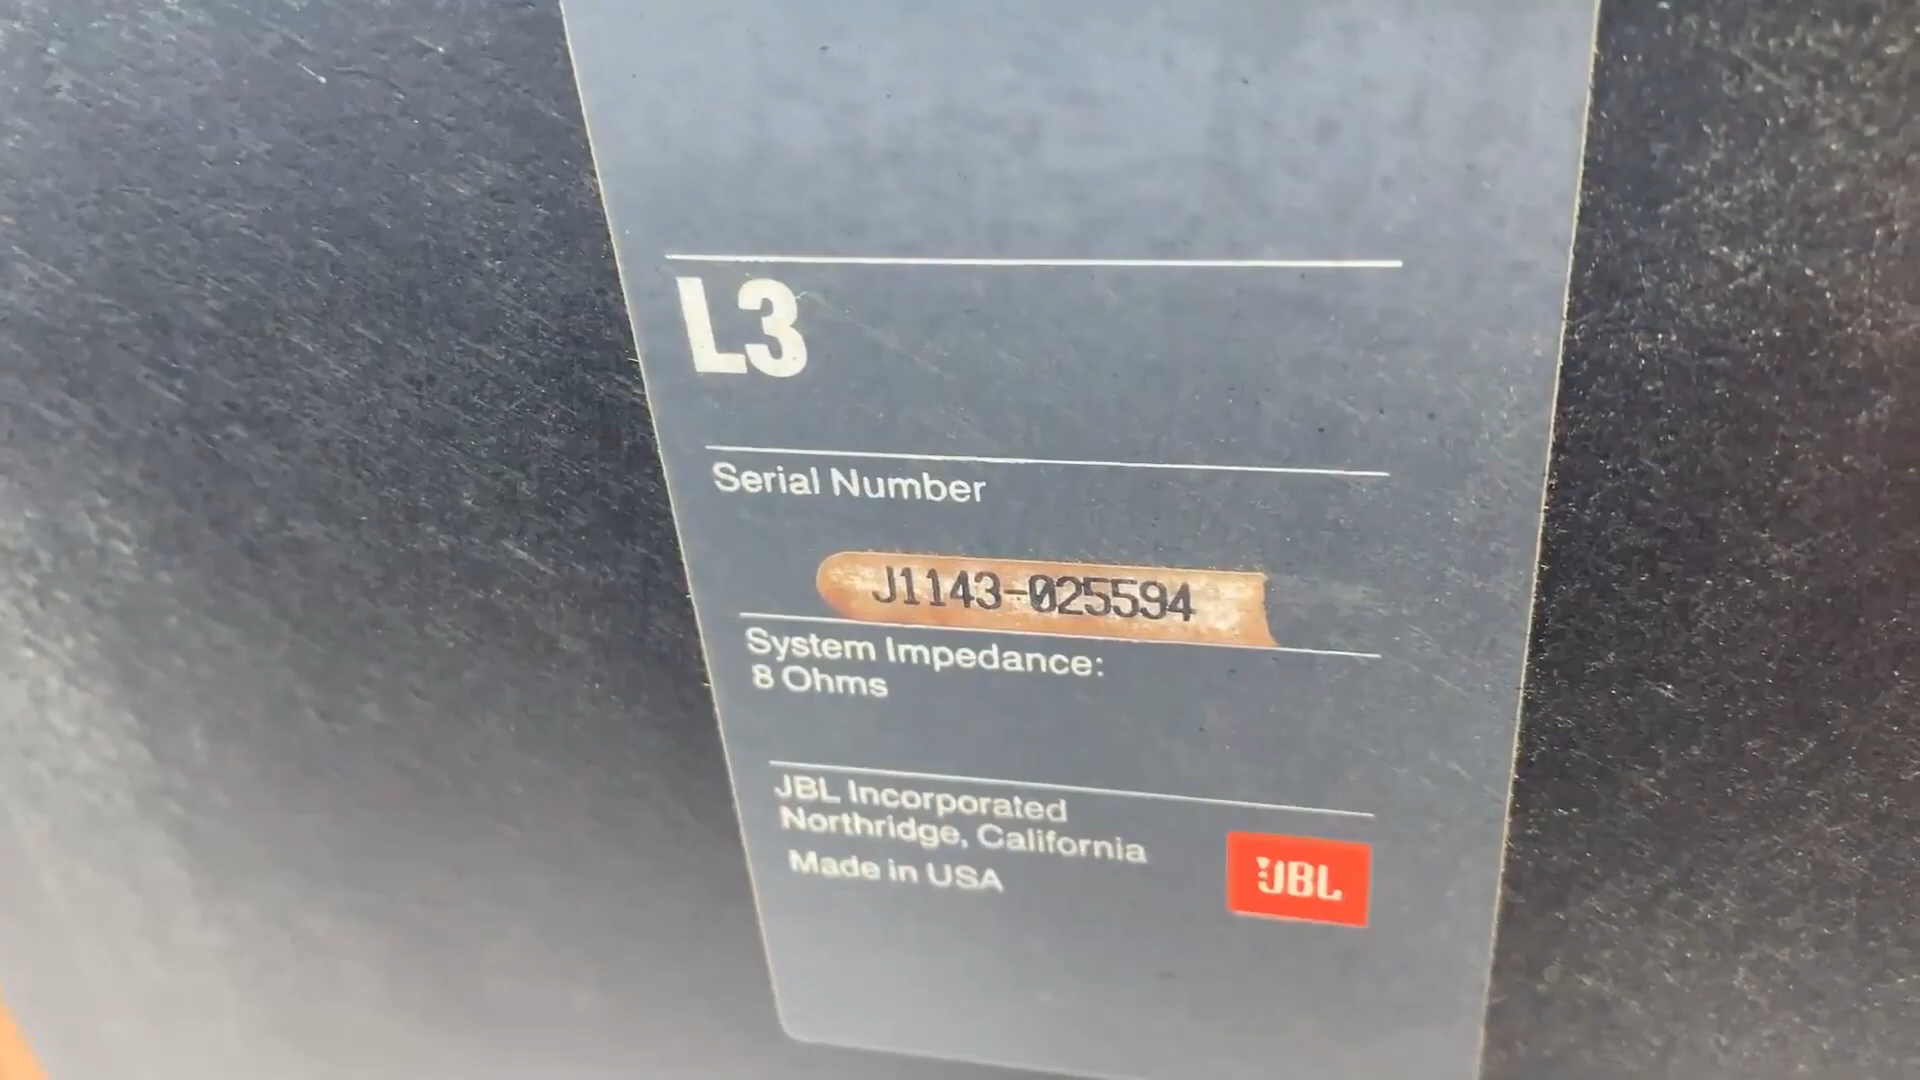 L3
Serial Number
J1143-025594
System Impedance:
8 Ohms
JBL Incorporated
Northridge, California
Made in USA
JBL